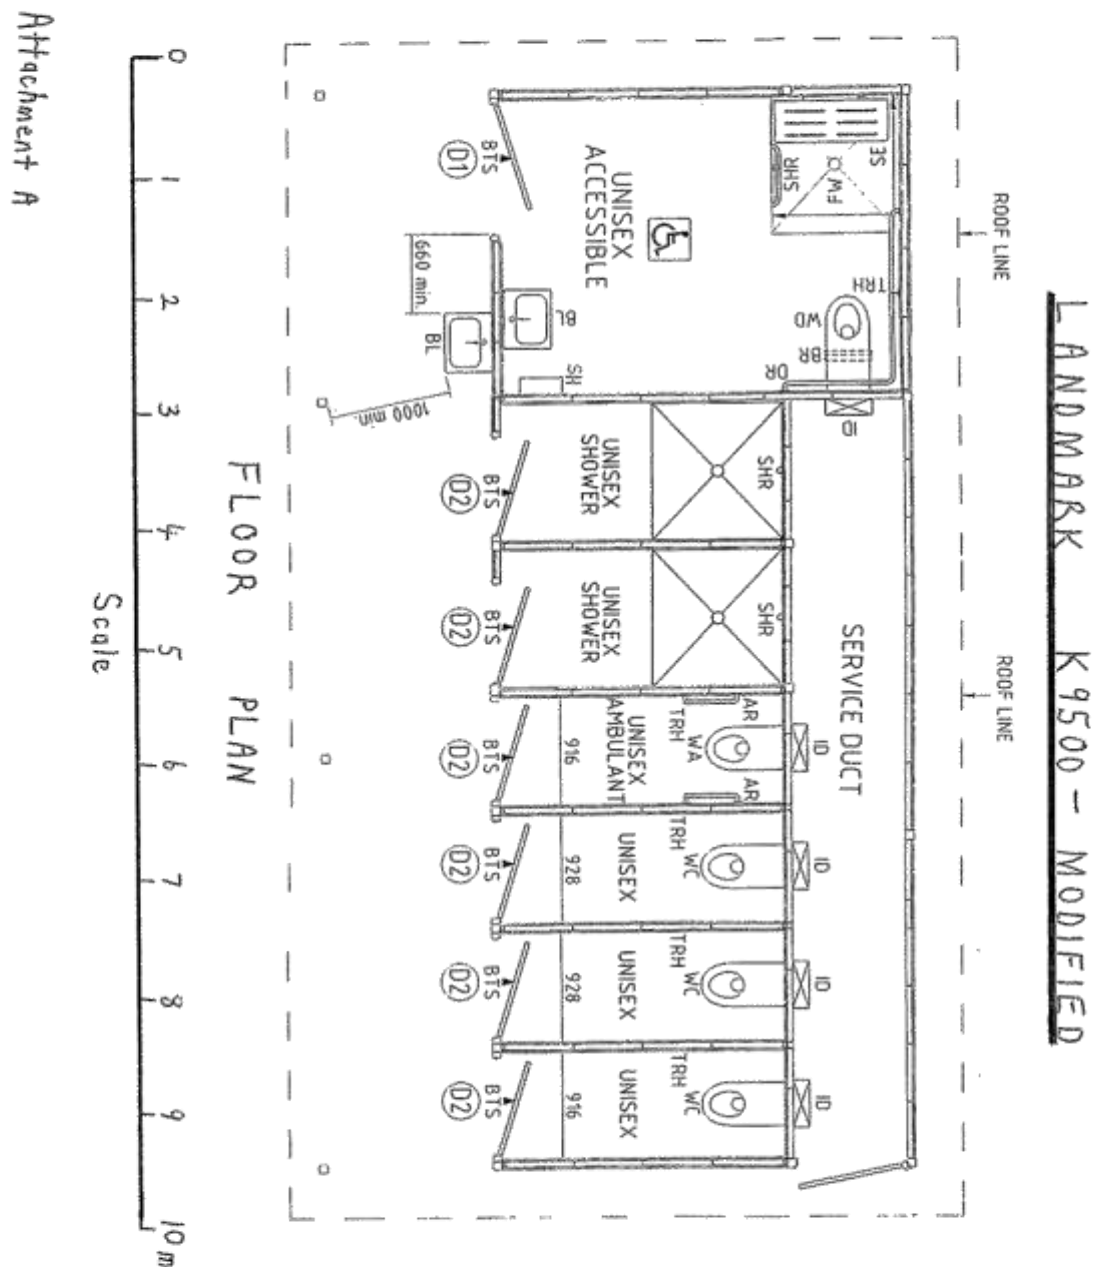 Attachment A
LANDMARK K9500 - MODIFIED
ROOF LINE
ROOF LINE
SE
SHR
FW
UNISEX
ACCESSIBLE
TRH
WD
BR
DR
ID
BTS
D1
660 min.
BL
BL
SH
1000 min.
UNISEX
SHOWER
SHR
BTS
D2
UNISEX
SHOWER
SHR
BTS
D2
SERVICE DUCT
UNISEX
AMBULANT
916
TRH
AR
WA
AR
ID
BTS
D2
UNISEX
928
TRH
WC
ID
BTS
D2
UNISEX
928
TRH
WC
ID
BTS
D2
UNISEX
916
TRH
WC
ID
BTS
D2
FLOOR PLAN
0 1 2 3 4 5 6 7 8 9 10 m
Scale